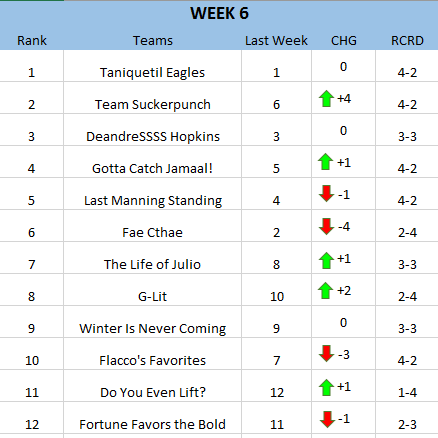 WEEK 6
Rank Teams Last Week CHG RCRD
1 Taniquetil Eagles 1 0 4-2
2 Team Suckerpunch 6 +4 4-2
3 DeandreSSSS Hopkins 3 0 3-3
4 Gotta Catch Jamaal! 5 +1 4-2
5 Last Manning Standing 4 -1 4-2
6 Fae Cthae 2 -4 2-4
7 The Life of Julio 8 +1 3-3
8 G-Lit 10 +2 2-4
9 Winter Is Never Coming 9 0 3-3
10 Flacco's Favorites 7 -3 4-2
11 Do You Even Lift? 12 +1 1-4
12 Fortune Favors the Bold 11 -1 2-3